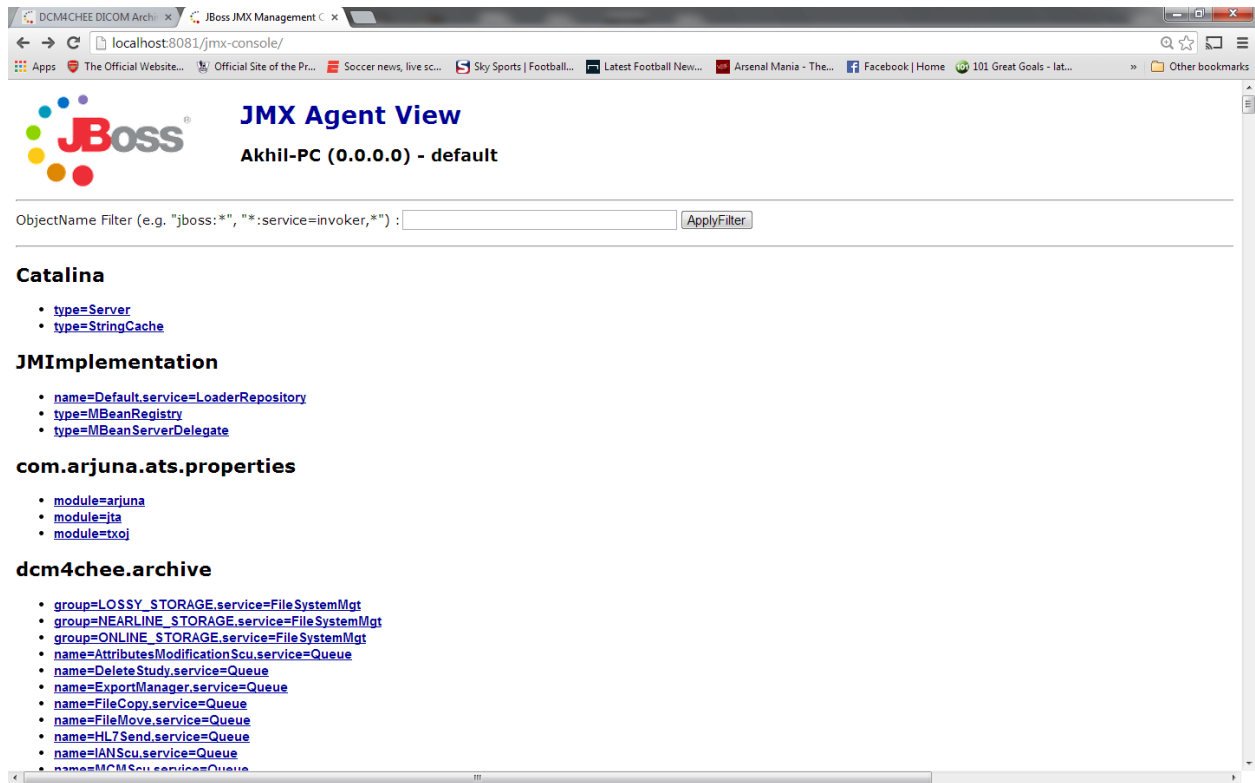 DCM4CHEE DICOM Archi
JBoss JMX Management C
localhost:8081/jmx-console/
Apps
The Official Website...
Official Site of the Pr...
Soccer news, live sc...
Sky Sports | Football...
Latest Football New...
Arsenal Mania - The...
Facebook | Home
101 Great Goals - lat...
»
Other bookmarks
JBoss®
JMX Agent View
Akhil-PC (0.0.0.0) - default
ObjectName Filter (e.g. "jboss:*", "*:service=invoker,*") :
ApplyFilter
Catalina
• type=Server
• type=StringCache
JMImplementation
• name=Default,service=LoaderRepository
• type=MBeanRegistry
• type=MBeanServerDelegate
com.arjuna.ats.properties
• module=arjuna
• module=jta
• module=txoj
dcm4chee.archive
• group=LOSSY_STORAGE,service=FileSystemMgt
• group=NEARLINE_STORAGE,service=FileSystemMgt
• group=ONLINE_STORAGE,service=FileSystemMgt
• name=AttributesModificationScu,service=Queue
• name=DeleteStudy,service=Queue
• name=ExportManager,service=Queue
• name=FileCopy,service=Queue
• name=FileMove,service=Queue
• name=HL7Send,service=Queue
• name=IANScu,service=Queue
• name=MCMScu,service=Queue